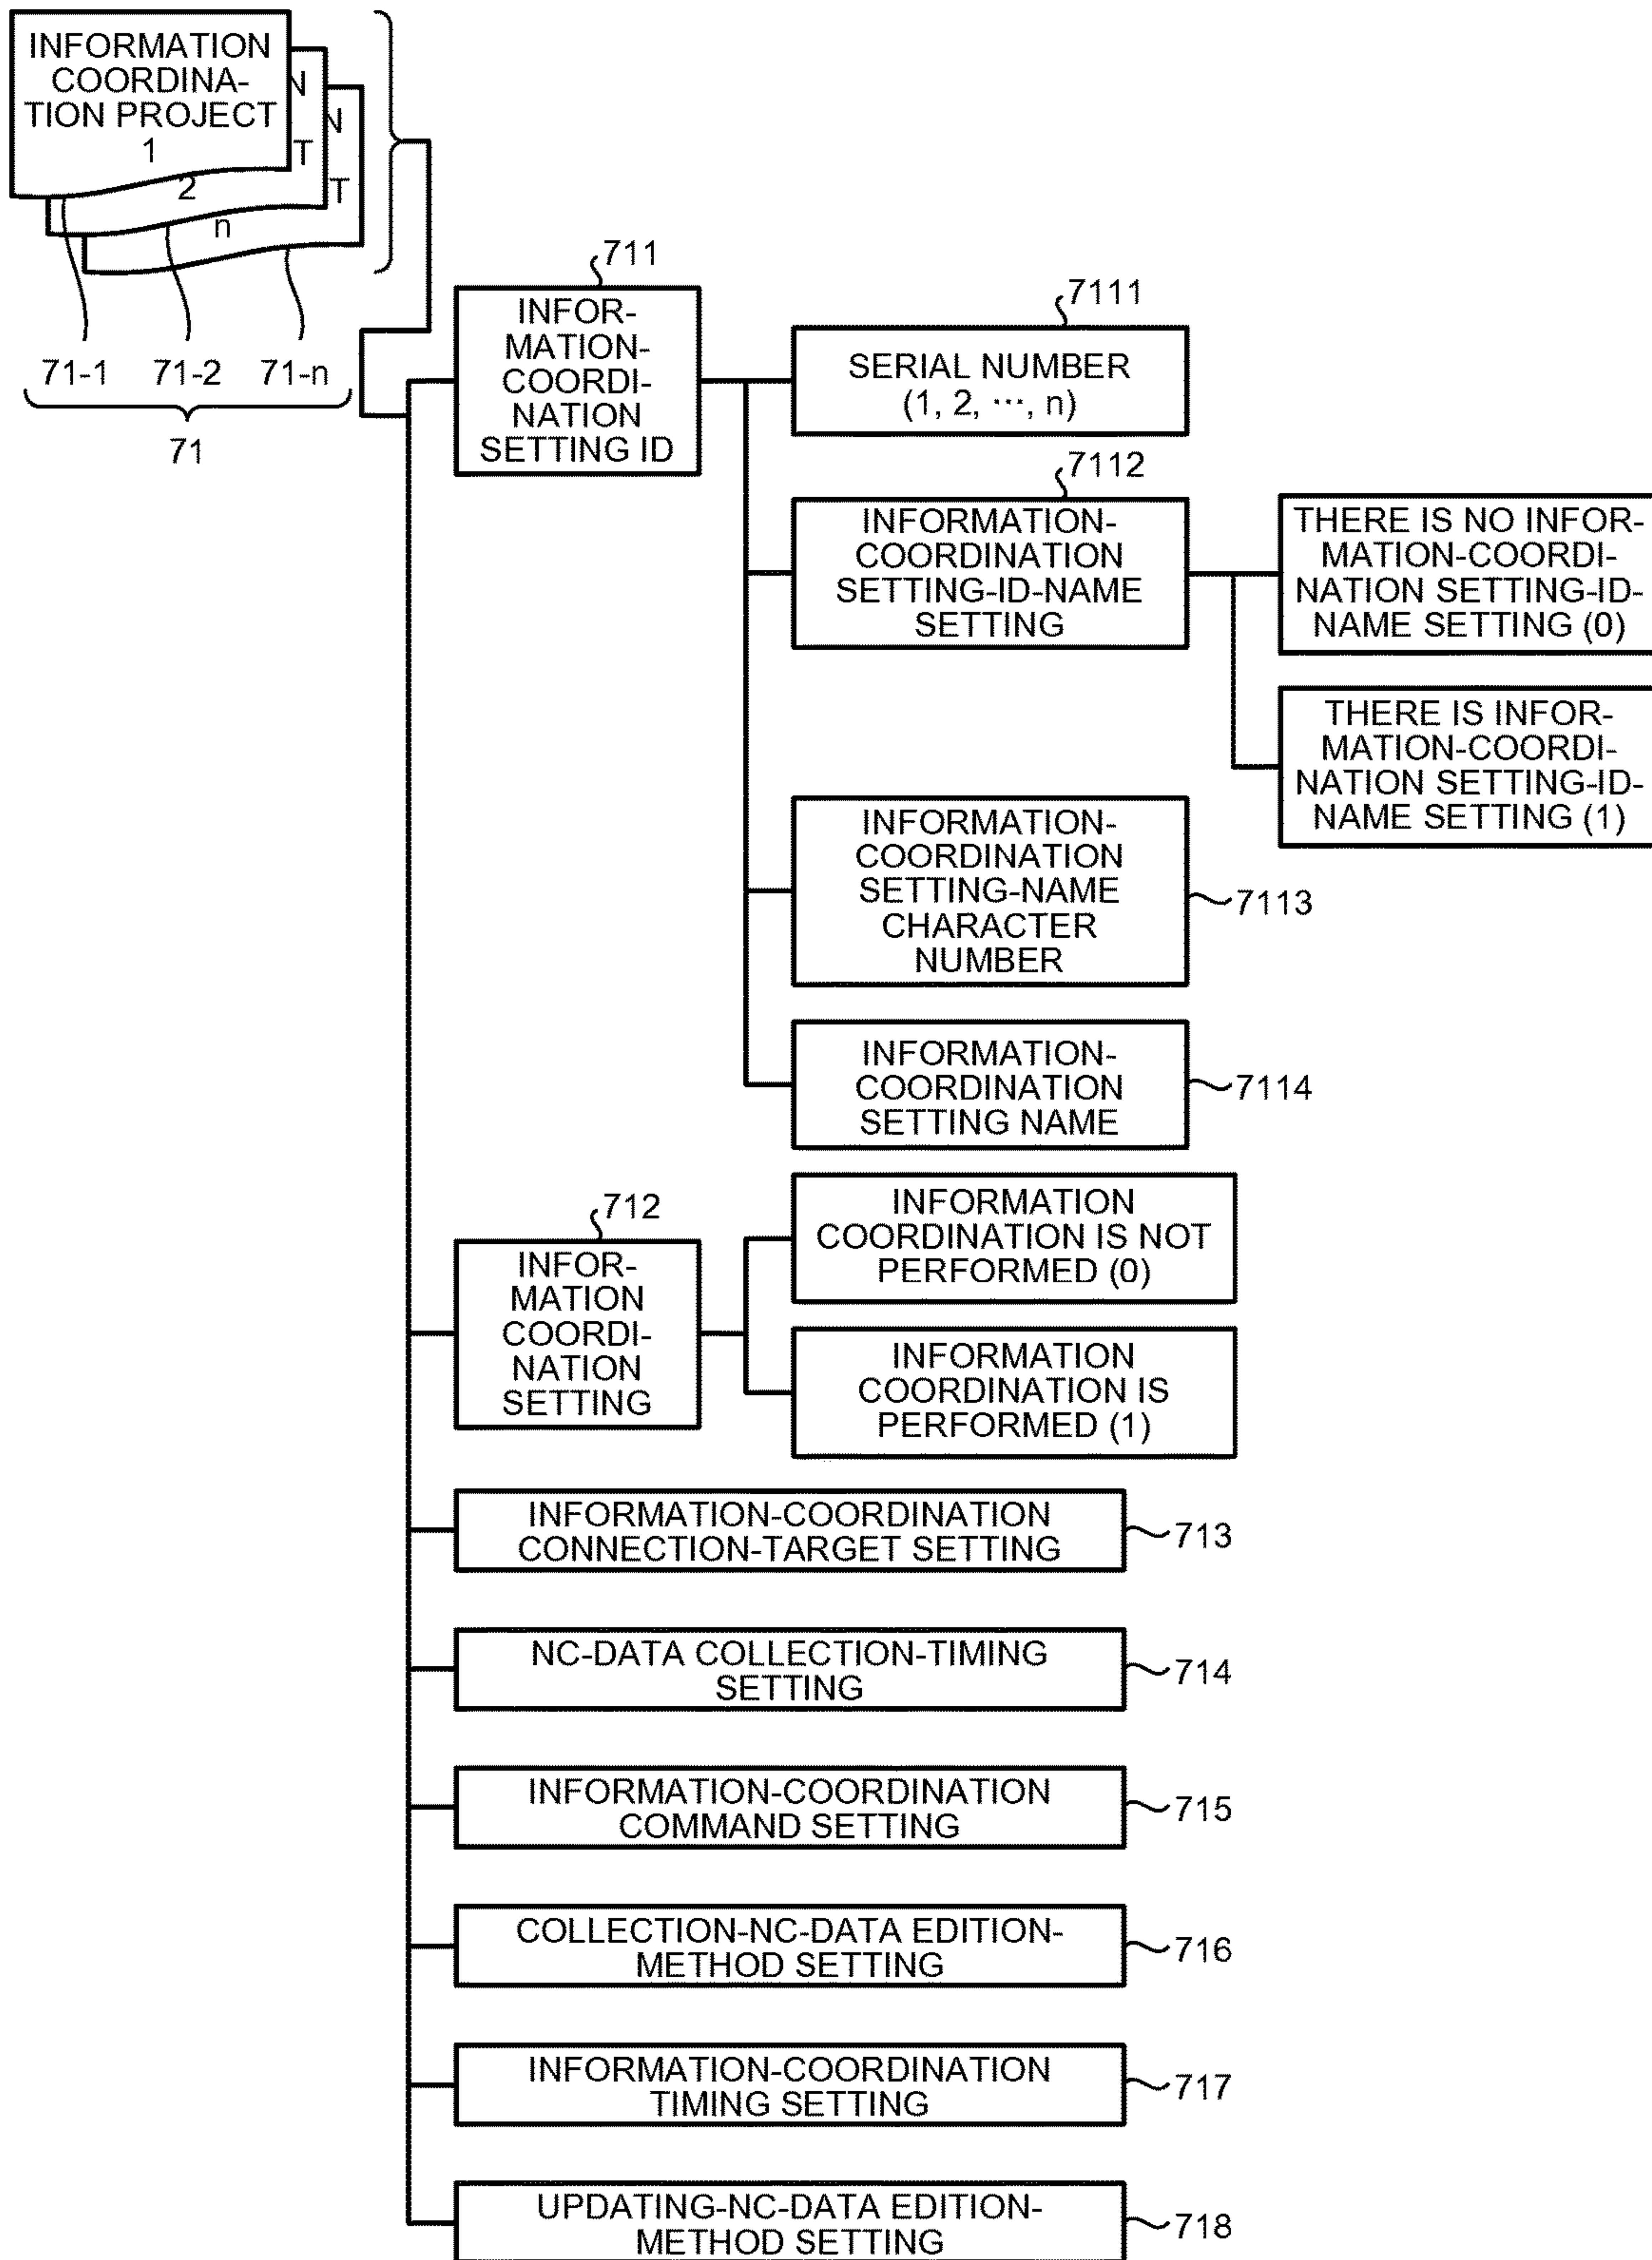 INFORMATION
COORDINA-
TION PROJECT
1
N
T
2
N
T
n
71-1 71-2 71-n
71
711
INFOR-
MATION-
COORDI-
NATION
SETTING ID
7111
SERIAL NUMBER
(1, 2, ···, n)
7112
INFORMATION-
COORDINATION
SETTING-ID-NAME
SETTING
THERE IS NO INFOR-
MATION-COORDI-
NATION SETTING-ID-
NAME SETTING (0)
THERE IS INFOR-
MATION-COORDI-
NATION SETTING-ID-
NAME SETTING (1)
INFORMATION-
COORDINATION
SETTING-NAME
CHARACTER
NUMBER
7113
INFORMATION-
COORDINATION
SETTING NAME
7114
712
INFOR-
MATION
COORDI-
NATION
SETTING
INFORMATION
COORDINATION IS NOT
PERFORMED (0)
INFORMATION
COORDINATION IS
PERFORMED (1)
INFORMATION-COORDINATION
CONNECTION-TARGET SETTING
713
NC-DATA COLLECTION-TIMING
SETTING
714
INFORMATION-COORDINATION
COMMAND SETTING
715
COLLECTION-NC-DATA EDITION-
METHOD SETTING
716
INFORMATION-COORDINATION
TIMING SETTING
717
UPDATING-NC-DATA EDITION-
METHOD SETTING
718